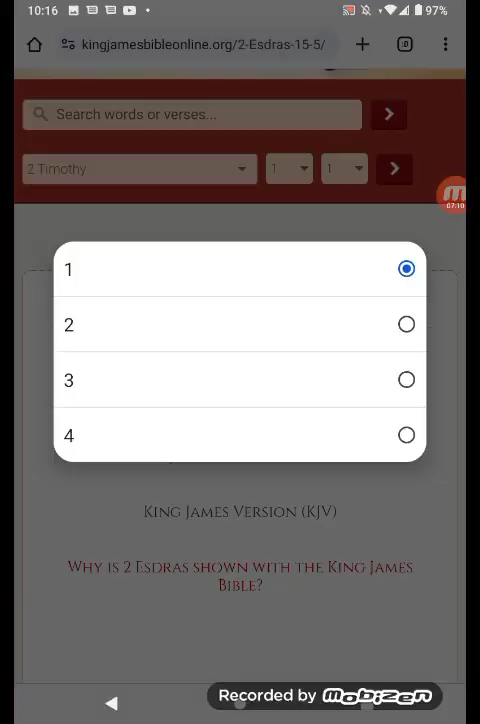 10:16
97%
kingjamesbibleonline.org/2-Esdras-15-5/
:D
Search words or verses...
2 Timothy
1
1
07:10
1
2
3
4
King James Version (KJV)
Why is 2 Esdras shown with the King James
Bible?
Recorded by Mobizen